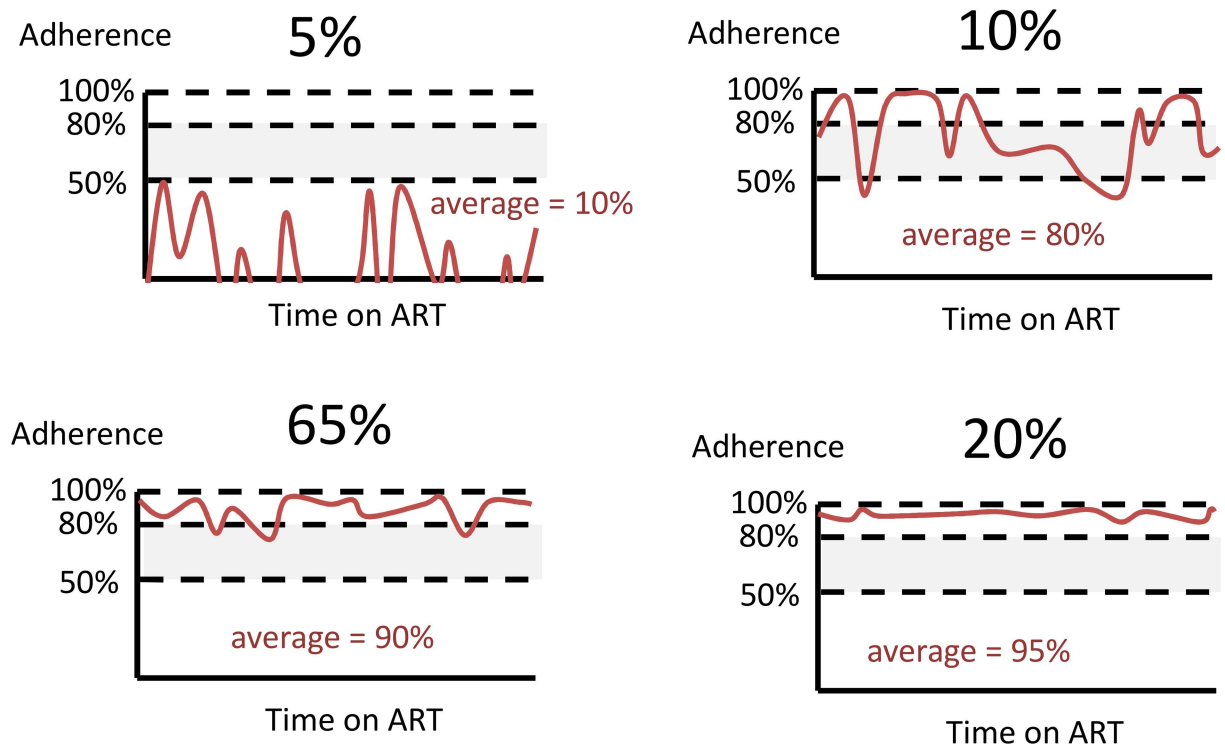 Adherence 5%
100%
80%
50%
average = 10%
Time on ART
Adherence 10%
100%
80%
50%
average = 80%
Time on ART
Adherence 65%
100%
80%
50%
average = 90%
Time on ART
Adherence 20%
100%
80%
50%
average = 95%
Time on ART